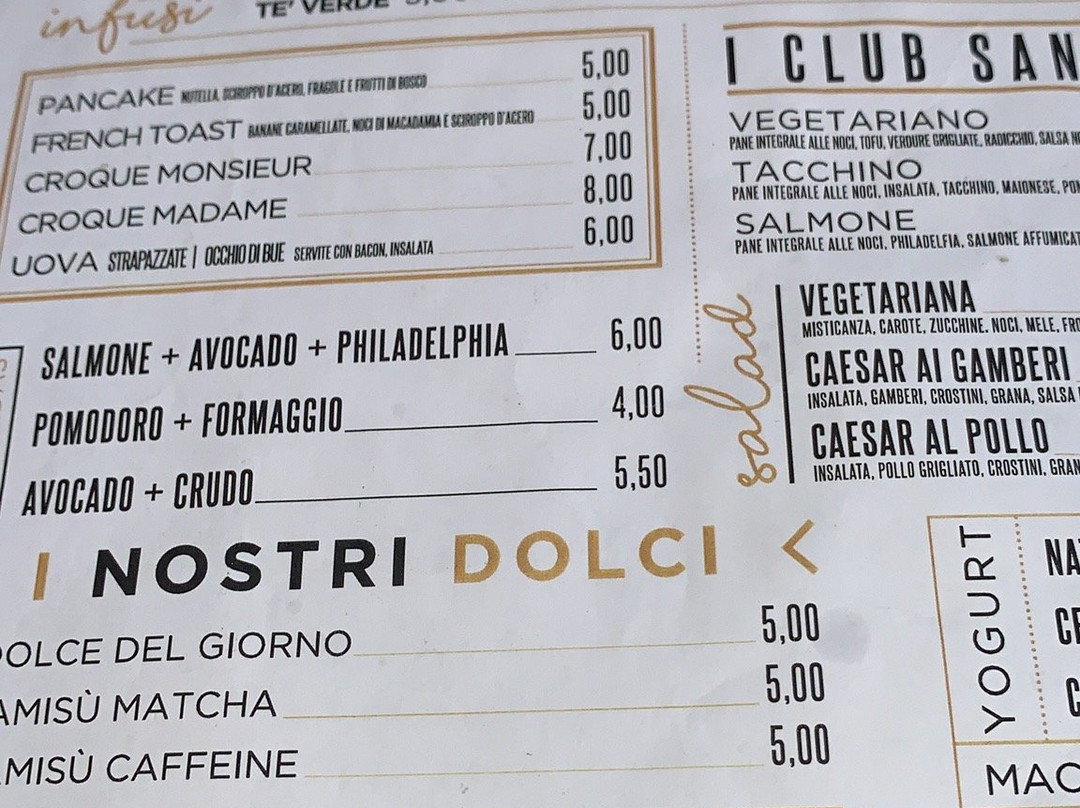 infusi
TE' VERDE
PANCAKE NUTELLA, SCIROPPO D'ACERO, FRAGOLE E FRUTTI DI BOSCO 5,00
FRENCH TOAST BANANE CARAMELLATE, NOCI DI MACADAMIA E SCIROPPO D'ACERO 5,00
CROQUE MONSIEUR 7,00
CROQUE MADAME 8,00
UOVA STRAPAZZATE | OCCHIO DI BUE SERVITE CON BACON, INSALATA 6,00
SALMONE + AVOCADO + PHILADELPHIA 6,00
POMODORO + FORMAGGIO 4,00
AVOCADO + CRUDO 5,50
I NOSTRI DOLCI <
DOLCE DEL GIORNO 5,00
AMISÙ MATCHA 5,00
AMISÙ CAFFEINE 5,00
I CLUB SAN
VEGETARIANO
PANE INTEGRALE ALLE NOCI, TOFU, VERDURE GRIGLIATE, RADICCHIO, SALSA
TACCHINO
PANE INTEGRALE ALLE NOCI, INSALATA, TACCHINO, MAIONESE,
SALMONE
PANE INTEGRALE ALLE NOCI, PHILADELFIA, SALMONE AFFUMICAT
salad
VEGETARIANA
MISTICANZA, CAROTE, ZUCCHINE, NOCI, MELE,
CAESAR AI GAMBERI
INSALATA, GAMBERI, CROSTINI, GRANA, SALSA
CAESAR AL POLLO
INSALATA, POLLO GRIGLIATO, CROSTINI, GRAN
YOGURT
NA
MAC